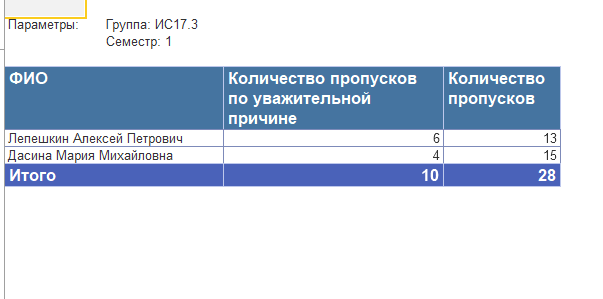 Параметры: Группа: ИС17.3
Семестр: 1
ФИО Количество пропусков по уважительной причине Количество пропусков
Лепешкин Алексей Петрович 6 13
Дасина Мария Михайловна 4 15
Итого 10 28